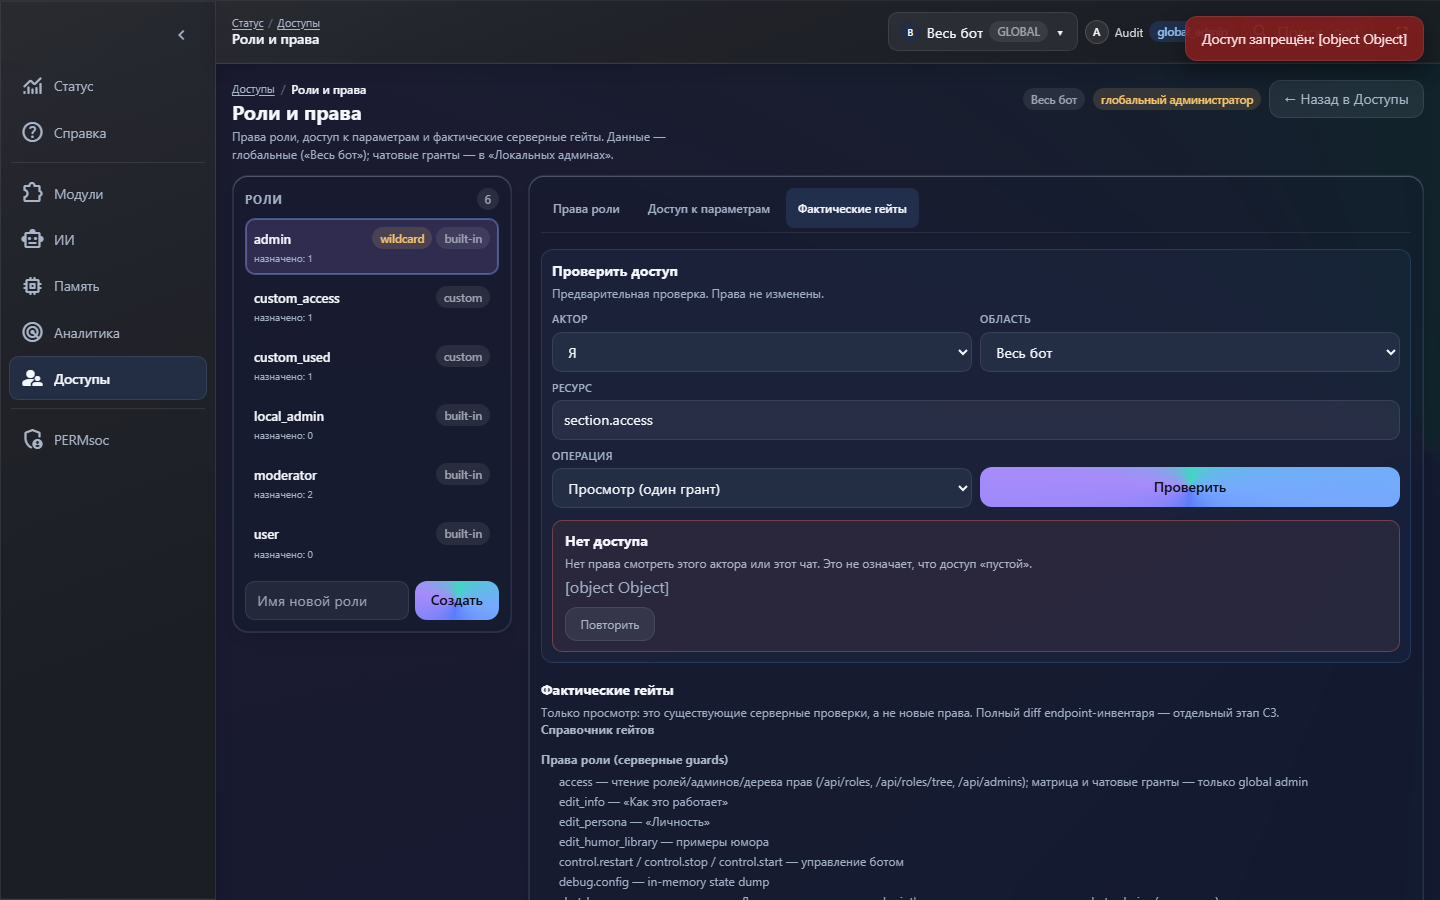 Статус / Доступы
Роли и права
B Весь бот GLOBAL
A Audit
Доступ запрещён: [object Object]
Статус
Справка
Модули
ИИ
Память
Аналитика
Доступы
PERMsoc
Доступы / Роли и права
Роли и права
Права роли, доступ к параметрам и фактические серверные гейты. Данные —
глобальные («Весь бот»); чатовые гранты — в «Локальных админах».
Весь бот
глобальный администратор
← Назад в Доступы
РОЛИ 6
admin wildcard built-in
назначено: 1
custom_access custom
назначено: 1
custom_used custom
назначено: 1
local_admin built-in
назначено: 0
moderator built-in
назначено: 2
user built-in
назначено: 0
Имя новой роли
Создать
Права роли
Доступ к параметрам
Фактические гейты
Проверить доступ
Предварительная проверка. Права не изменены.
АКТОР
Я
ОБЛАСТЬ
Весь бот
РЕСУРС
section.access
ОПЕРАЦИЯ
Просмотр (один грант)
Проверить
Нет доступа
Нет права смотреть этого актора или этот чат. Это не означает, что доступ «пустой».
[object Object]
Повторить
Фактические гейты
Только просмотр: это существующие серверные проверки, а не новые права. Полный diff endpoint-инвентаря — отдельный этап C3.
Справочник гейтов
Права роли (серверные guards)
access — чтение ролей/админов/дерева прав (/api/roles, /api/roles/tree, /api/admins); матрица и чатовые гранты — только global admin
edit_info — «Как это работает»
edit_persona — «Личность»
edit_humor_library — примеры юмора
control.restart / control.stop / control.start — управление ботом
debug.config — in-memory state dump